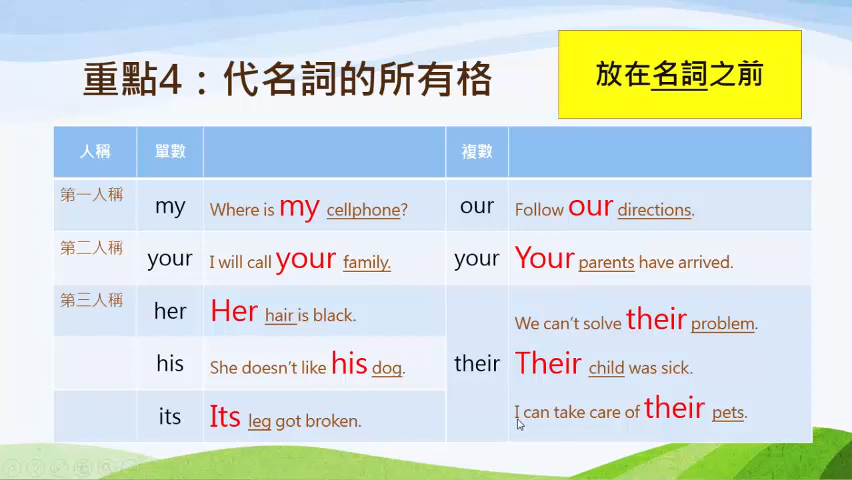 重點4：代名詞的所有格
放在名詞之前
人稱 單數 複數
第一人稱 my Where is my cellphone? our Follow our directions.
第二人稱 your I will call your family. your Your parents have arrived.
第三人稱 her Her hair is black.
his She doesn't like his dog.
its Its leg got broken.
their We can't solve their problem.
Their child was sick.
I can take care of their pets.